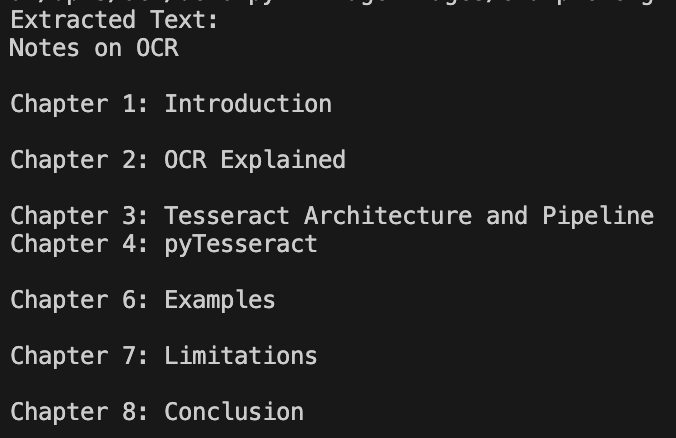 Extracted Text:
Notes on OCR
Chapter 1: Introduction
Chapter 2: OCR Explained
Chapter 3: Tesseract Architecture and Pipeline
Chapter 4: pyTesseract
Chapter 6: Examples
Chapter 7: Limitations
Chapter 8: Conclusion